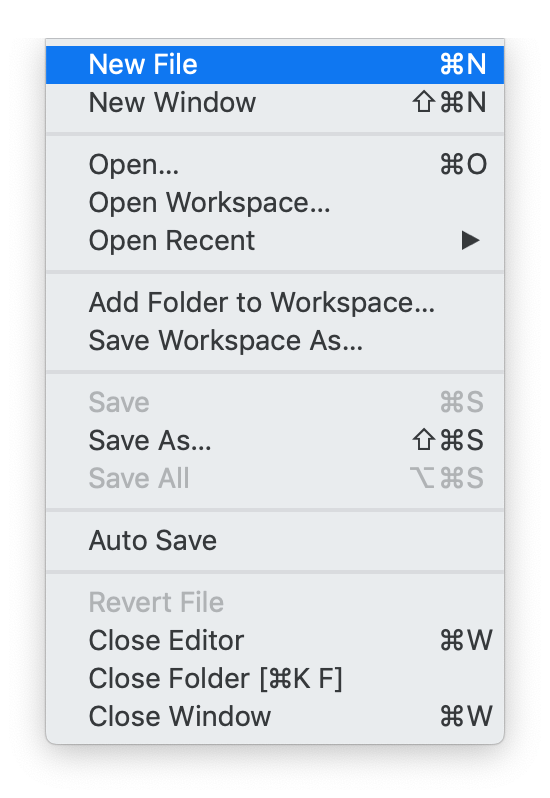 New File ⌘N
New Window ⇧⌘N
Open... ⌘O
Open Workspace...
Open Recent ▶
Add Folder to Workspace...
Save Workspace As...
Save ⌘S
Save As... ⇧⌘S
Save All ⌥⌘S
Auto Save
Revert File
Close Editor ⌘W
Close Folder [⌘K F]
Close Window ⌘W